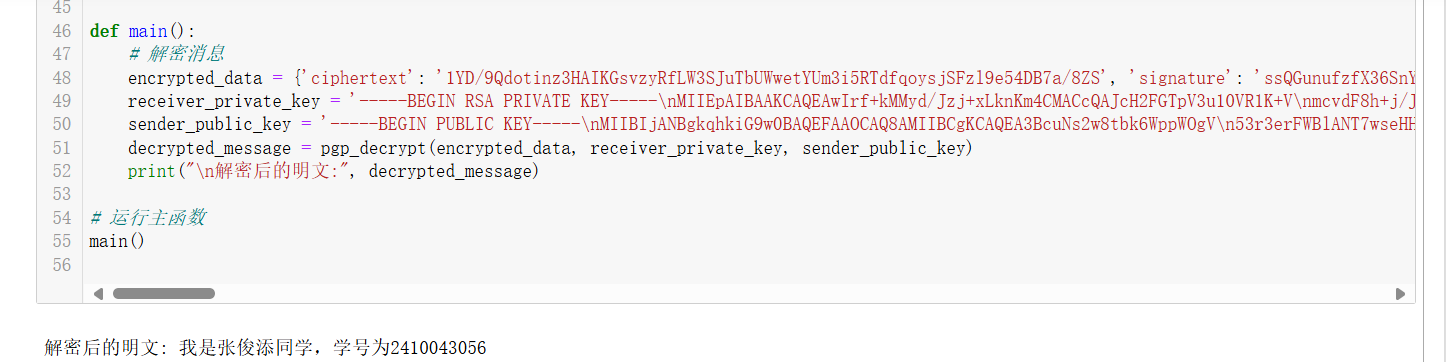 45
46 def main():
47 # 解密消息
48 encrypted_data = {'ciphertext': '1YD/9Qdotinz3HAIKGsvzyRfLW3SJuTbUWwetYUm3i5RTdfqoysjSFzl9e54DB7a/8ZS', 'signature': 'ssQGunufzfX36SnY
49 receiver_private_key = '-----BEGIN RSA PRIVATE KEY-----\nMIIEpAIBAAKCAQEAwIrf+kMMyd/Jzj+xLknKm4CMACcQAJcH2FGTpV3u10VR1K+V\nmcvdF8h+j/J
50 sender_public_key = '-----BEGIN PUBLIC KEY-----\nMIIBIjANBgkqhkiG9w0BAQEFAAOCAQ8AMIIBCgKCAQEA3BcuNs2w8tbk6WppWOgV\n53r3erFWBlANT7wseHH
51 decrypted_message = pgp_decrypt(encrypted_data, receiver_private_key, sender_public_key)
52 print("\n解密后的明文:", decrypted_message)
53
54 # 运行主函数
55 main()
56
解密后的明文: 我是张俊添同学，学号为2410043056